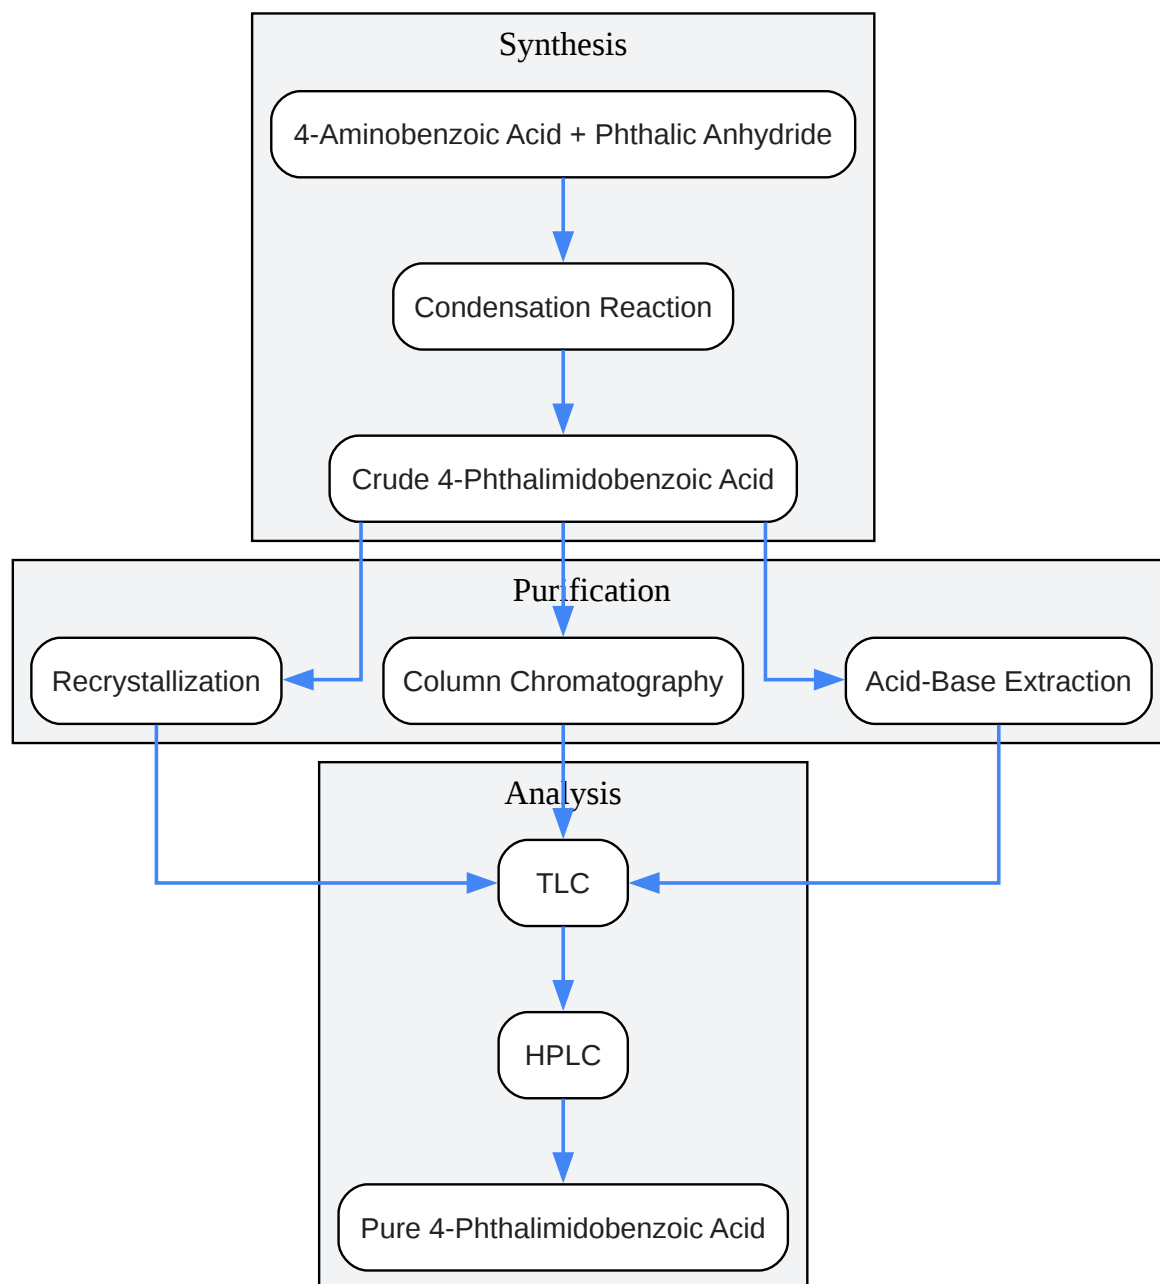 Synthesis
4-Aminobenzoic Acid + Phthalic Anhydride
Condensation Reaction
Crude 4-Phthalimidobenzoic Acid
Purification
Recrystallization
Column Chromatography
Acid-Base Extraction
Analysis
TLC
HPLC
Pure 4-Phthalimidobenzoic Acid